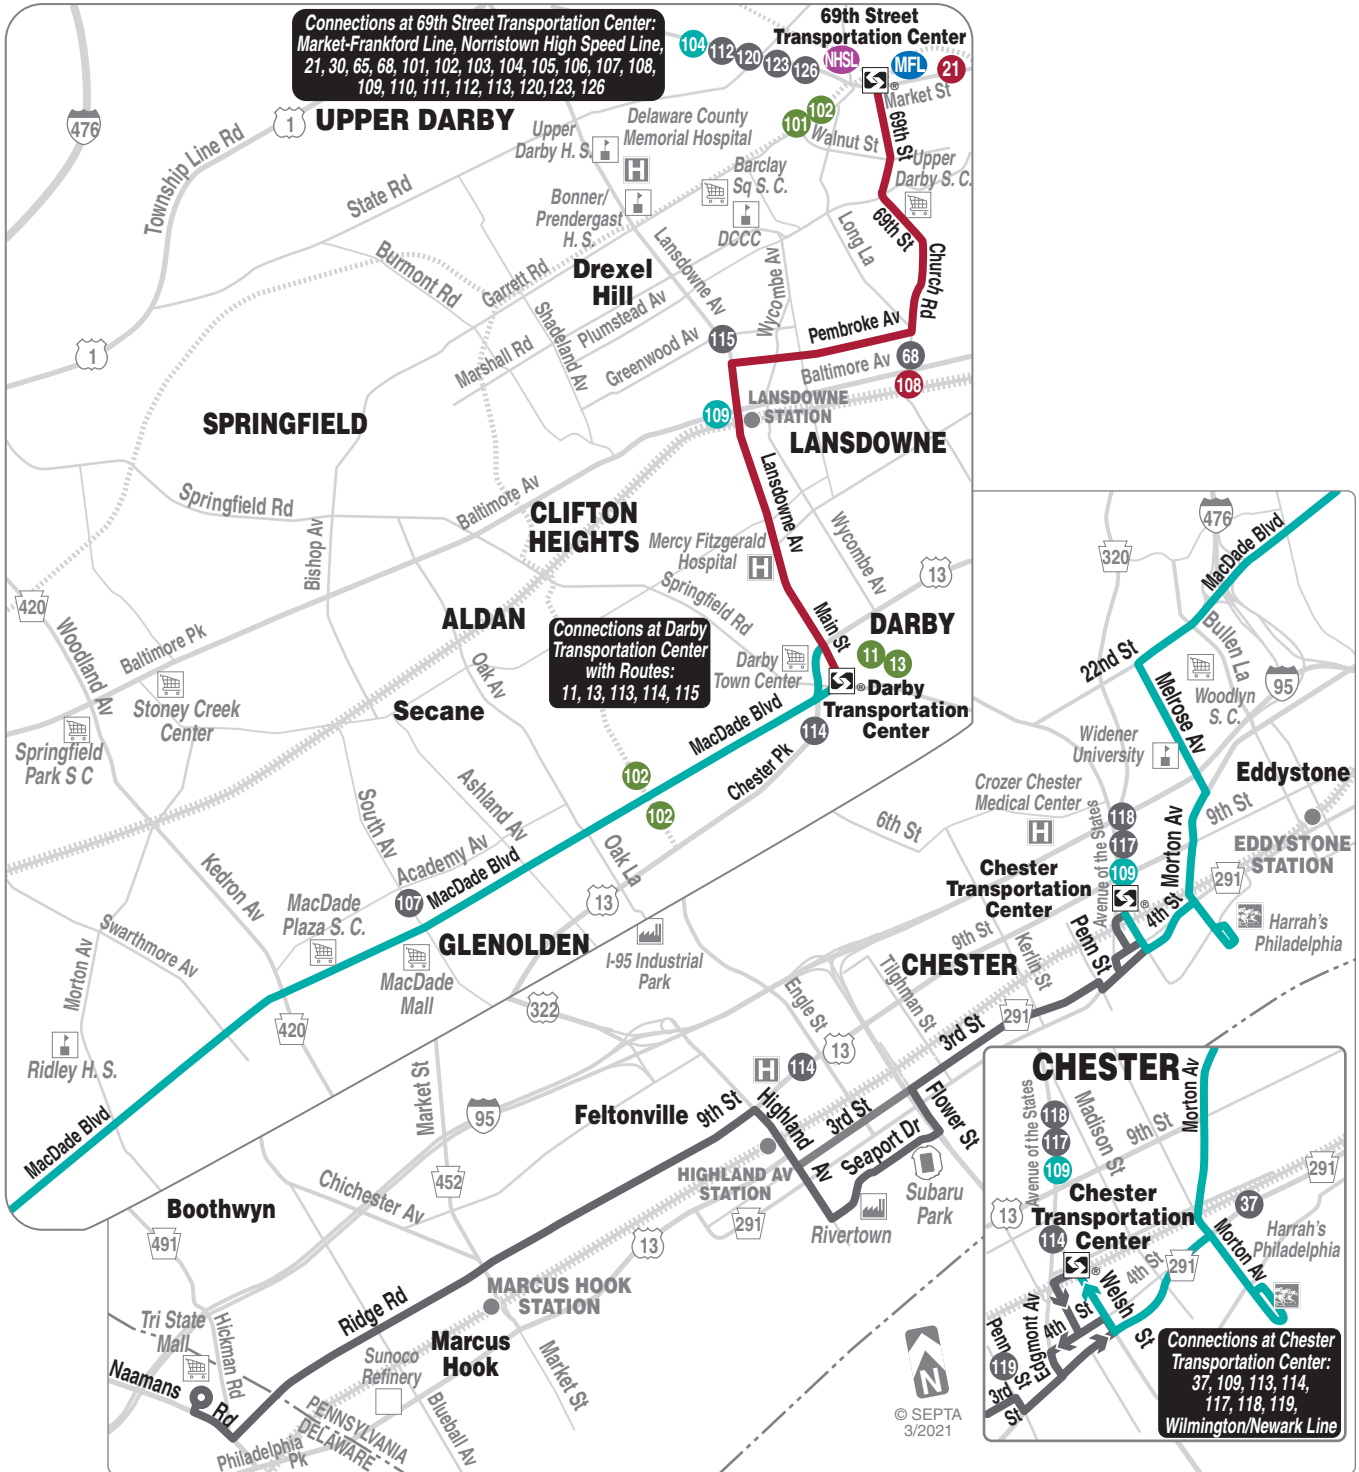 Connections at 69th Street Transportation Center:
Market-Frankford Line, Norristown High Speed Line,
21, 30, 65, 68, 101, 102, 103, 104, 105, 106, 107, 108,
109, 110, 111, 112, 113, 120,123, 126
69th Street
Transportation Center
104
112
120
123
126
NHSL
MFL
21
®
Market St
476
1
UPPER DARBY
Township Line Rd
State Rd
Upper
Darby H. S.
Delaware County
Memorial Hospital
H
101
102
Walnut St
69th St
Upper
Darby S. C.
Barclay
Sq S. C.
Bonner/
Prendergast
H. S.
DCCC
Long La
69th St
Church Rd
Burmont Rd
Garrett Rd
Drexel
Hill
Lansdowne Av
Wycombe Av
Shadeland Av
Plumstead Av
Greenwood Av
Marshall Rd
115
Pembroke Av
Baltimore Av
68
108
1
SPRINGFIELD
109
LANSDOWNE
STATION
LANSDOWNE
Springfield Rd
Bishop Av
Baltimore Av
CLIFTON
HEIGHTS
Lansdowne Av
Mercy Fitzgerald
Hospital
H
Wycombe Av
13
Springfield Rd
420
Woodland Av
Baltimore Pk
ALDAN
Main St
DARBY
11
13
Connections at Darby
Transportation Center
with Routes:
11, 13, 113, 114, 115
Darby
Town Center
® Darby
Transportation
Center
114
Oak Av
Secane
Stoney Creek
Center
Springfield
Park S C
MacDade Blvd
Chester Pk
102
102
South Av
Ashland Av
Academy Av
Oak La
MacDade Blvd
107
13
Kedron Av
MacDade
Plaza S. C.
GLENOLDEN
MacDade
Mall
I-95 Industrial
Park
Swarthmore Av
Morton Av
420
322
Ridley H. S.
MacDade Blvd
476
320
MacDade Blvd
22nd St
Bullen La
Woodlyn
S. C.
95
Melrose Av
Widener
University
Eddystone
Crozer Chester
Medical Center
H
6th St
Avenue of the States
118
117
109
9th St
EDDYSTONE
STATION
Morton Av
291
Chester
Transportation
Center
®
4th St
Penn St
Harrah's
Philadelphia
9th St
Kerlin St
CHESTER
Tilghman St
Engle St
3rd St
291
13
Market St
H
114
95
Feltonville
9th St
Highland
Av
3rd St
Flower St
Seaport Dr
HIGHLAND AV
STATION
291
Subaru
Park
Rivertown
452
Chichester Av
Boothwyn
491
13
MARCUS HOOK
STATION
Ridge Rd
Marcus
Hook
Market St
Tri State
Mall
Hickman Rd
Naamans
Rd
Sunoco
Refinery
PENNSYLVANIA
DELAWARE
Philadelphia
Pk
Blueball Av
N
© SEPTA
3/2021
CHESTER
Avenue of the States
118
117
109
Madison St
9th St
Morton Av
291
13
Chester
Transportation
Center
114
®
37
Harrah's
Philadelphia
Morton Av
291
4th St
Welsh
St
4th
St
Edgmont Av
Penn
St
119
3rd
St
Connections at Chester
Transportation Center:
37, 109, 113, 114,
117, 118, 119,
Wilmington/Newark Line